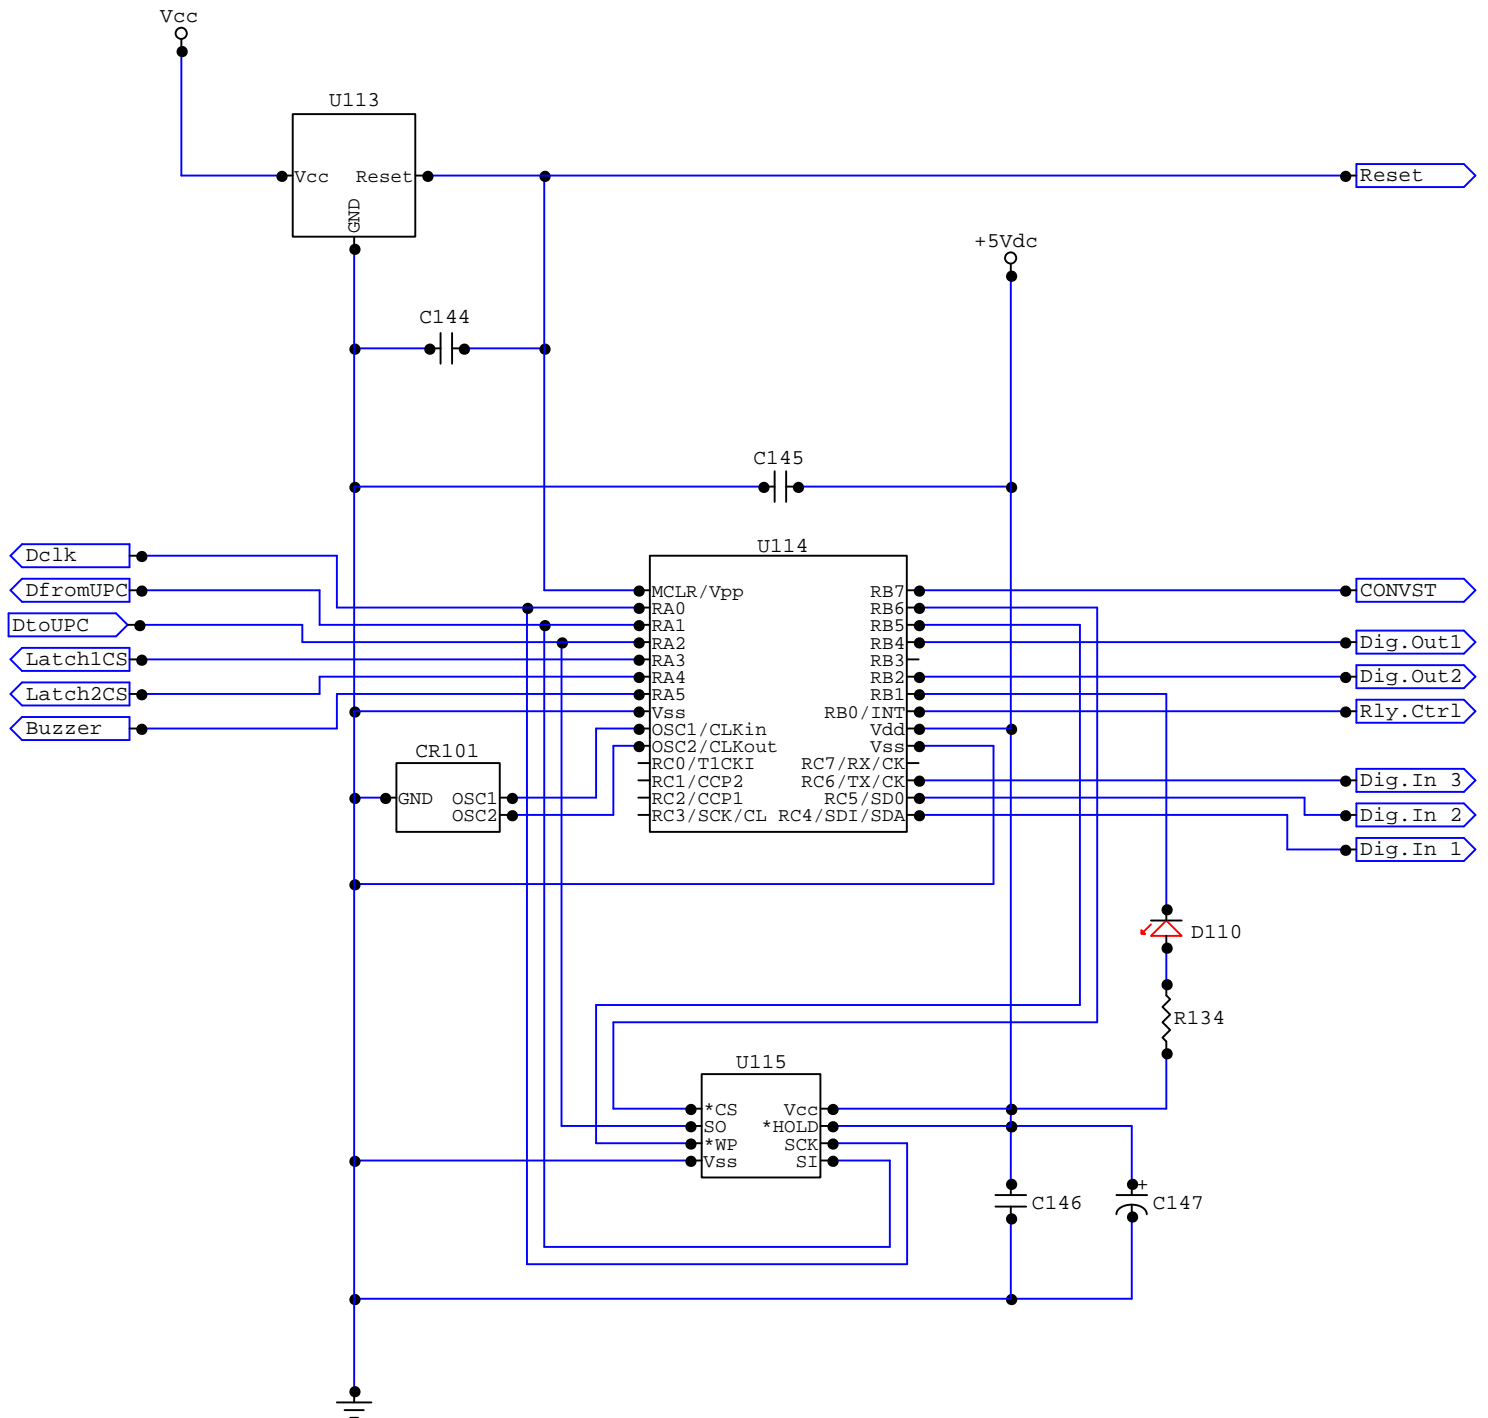 Vcc
U113
Vcc Reset
GND
Reset
+5Vdc
C144
C145
Dclk
DfromUPC
DtoUPC
Latch1CS
Latch2CS
Buzzer
U114
MCLR/Vpp RB7
RA0 RB6
RA1 RB5
RA2 RB4
RA3 RB3
RA4 RB2
RA5 RB1
Vss RB0/INT
OSC1/CLKin Vdd
OSC2/CLKout Vss
RC0/T1CKI RC7/RX/CK
RC1/CCP2 RC6/TX/CK
RC2/CCP1 RC5/SD0
RC3/SCK/CL RC4/SDI/SDA
CONVST
Dig.Out1
Dig.Out2
Rly.Ctrl
Dig.In 3
Dig.In 2
Dig.In 1
CR101
GND OSC1
OSC2
D110
R134
U115
*CS Vcc
SO *HOLD
*WP SCK
Vss SI
C146
+
C147